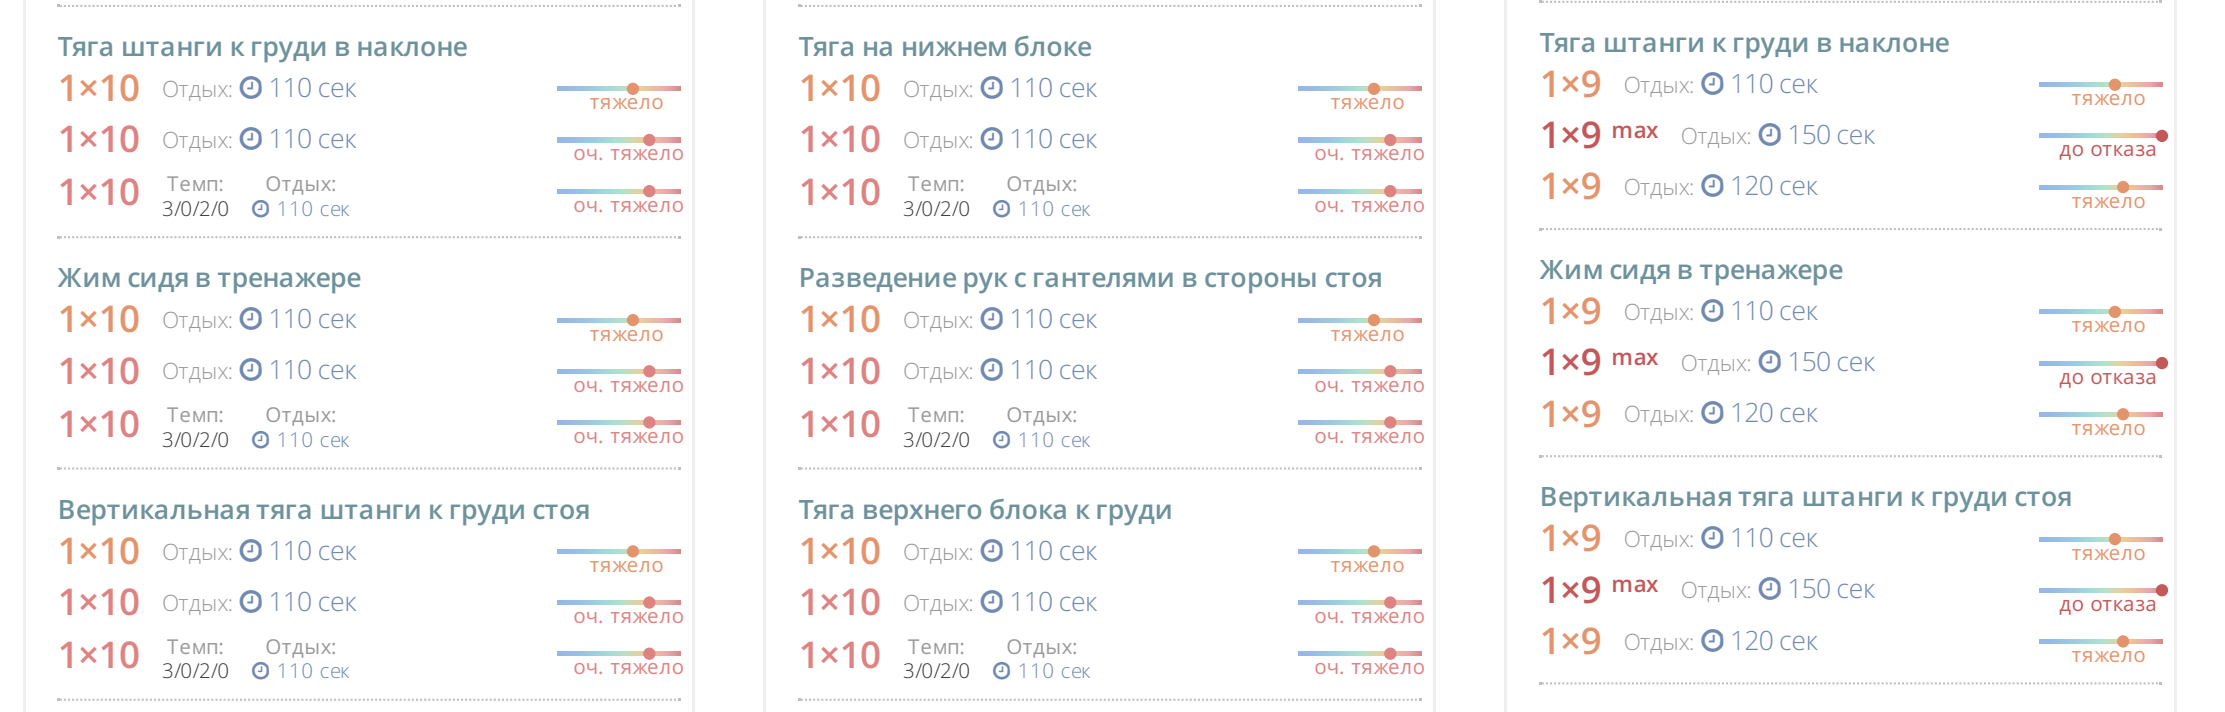 Тяга штанги к груди в наклоне
1×10 Отдых: 110 сек
тяжело
1×10 Отдых: 110 сек
оч. тяжело
Темп: Отдых:
1×10 3/0/2/0 110 сек
оч. тяжело
Жим сидя в тренажере
1×10 Отдых: 110 сек
тяжело
1×10 Отдых: 110 сек
оч. тяжело
Темп: Отдых:
1×10 3/0/2/0 110 сек
оч. тяжело
Вертикальная тяга штанги к груди стоя
1×10 Отдых: 110 сек
тяжело
1×10 Отдых: 110 сек
оч. тяжело
Темп: Отдых:
1×10 3/0/2/0 110 сек
оч. тяжело
Тяга на нижнем блоке
1×10 Отдых: 110 сек
тяжело
1×10 Отдых: 110 сек
оч. тяжело
Темп: Отдых:
1×10 3/0/2/0 110 сек
оч. тяжело
Разведение рук с гантелями в стороны стоя
1×10 Отдых: 110 сек
тяжело
1×10 Отдых: 110 сек
оч. тяжело
Темп: Отдых:
1×10 3/0/2/0 110 сек
оч. тяжело
Тяга верхнего блока к груди
1×10 Отдых: 110 сек
тяжело
1×10 Отдых: 110 сек
оч. тяжело
Темп: Отдых:
1×10 3/0/2/0 110 сек
оч. тяжело
Тяга штанги к груди в наклоне
1×9 Отдых: 110 сек
тяжело
1×9 max Отдых: 150 сек
до отказа
1×9 Отдых: 120 сек
тяжело
Жим сидя в тренажере
1×9 Отдых: 110 сек
тяжело
1×9 max Отдых: 150 сек
до отказа
1×9 Отдых: 120 сек
тяжело
Вертикальная тяга штанги к груди стоя
1×9 Отдых: 110 сек
тяжело
1×9 max Отдых: 150 сек
до отказа
1×9 Отдых: 120 сек
тяжело